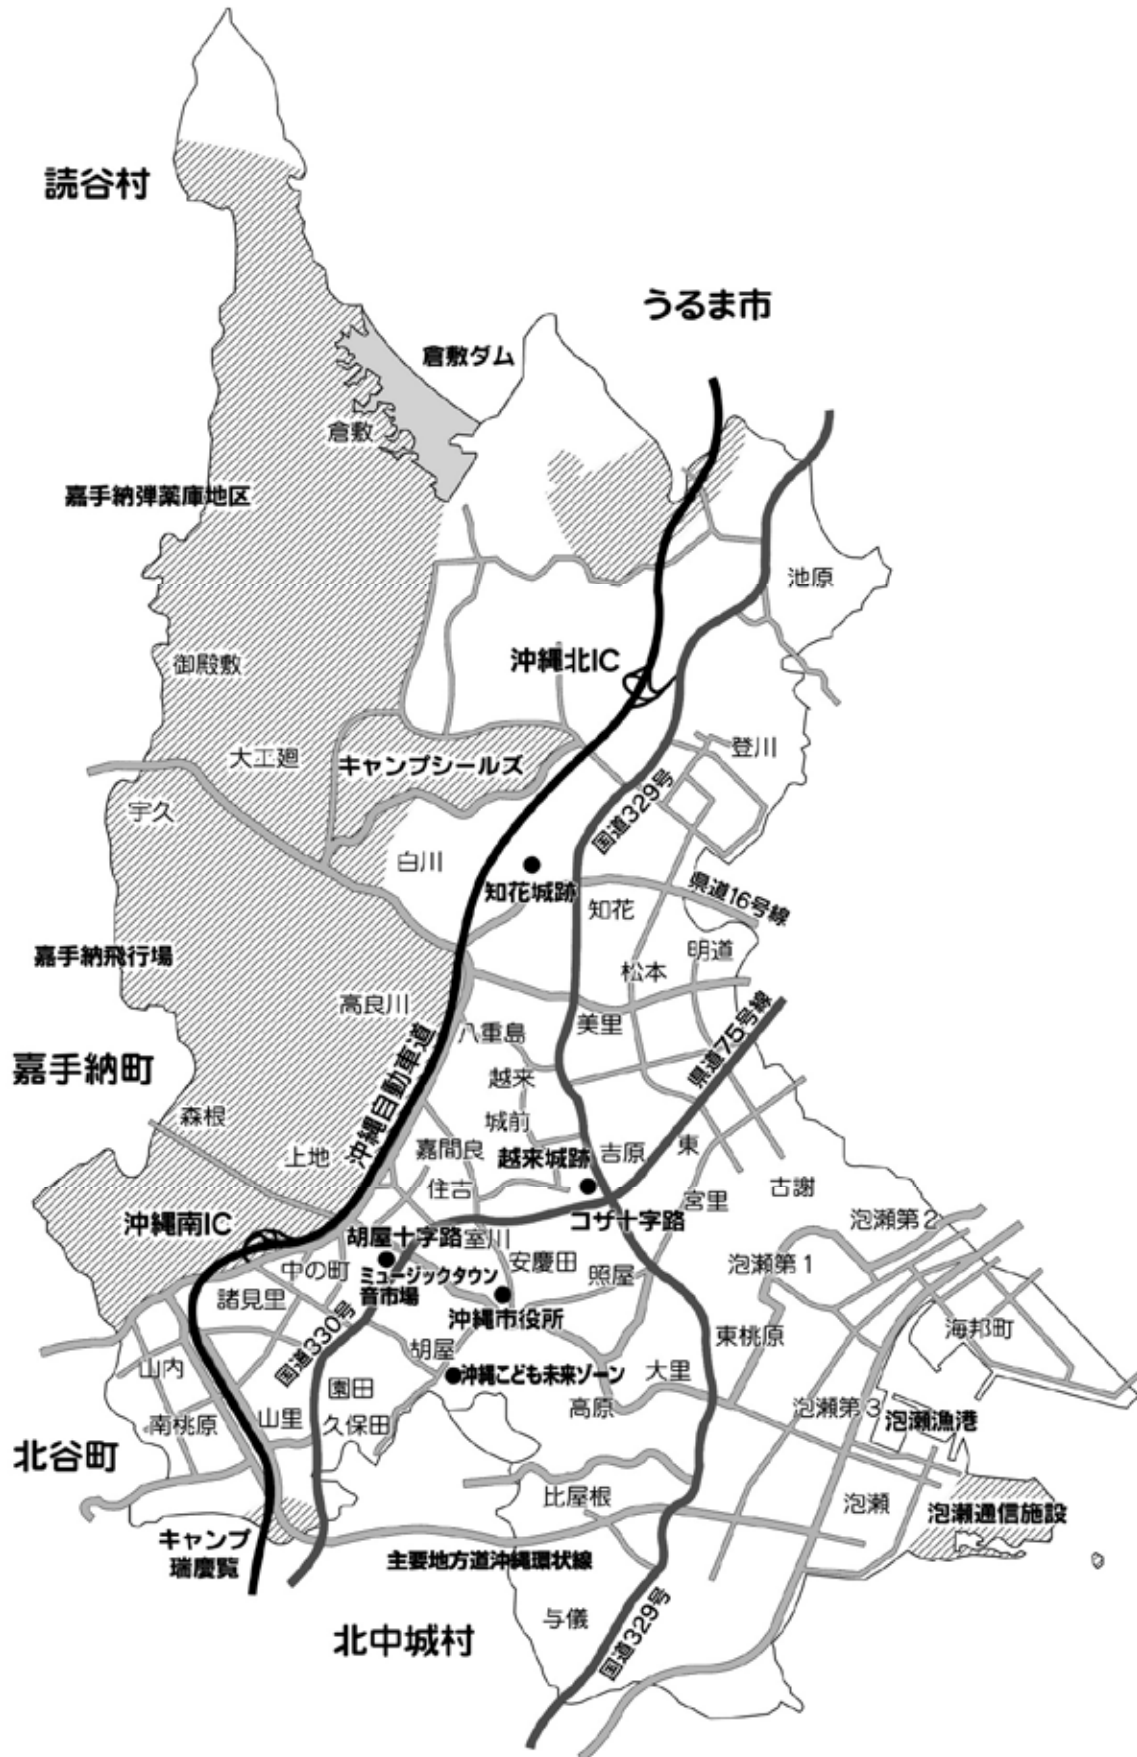 読谷村
うるま市
倉敷ダム
倉敷
嘉手納弾薬庫地区
池原
御殿敷
沖縄北IC
大工廻
キャンプシールズ
登川
宇久
国道329号
白川
知花城跡
県道16号線
知花
明道
嘉手納飛行場
松本
高良川
八重島
美里
県道75号線
嘉手納町
越来
沖縄自動車道
森根
城前
上地
嘉間良
越来城跡
吉原
東
住吉
宮里
古謝
沖縄南IC
コザ十字路
泡瀬第2
胡屋十字路
室川
中の町
ミュージックタウン
音市場
安慶田
照屋
泡瀬第1
諸見里
沖縄市役所
国道330号
胡屋
東桃原
海邦町
山内
沖縄こども未来ゾーン
大里
園田
高原
泡瀬第3
泡瀬漁港
南桃原
山里
久保田
北谷町
比屋根
泡瀬
泡瀬通信施設
キャンプ
瑞慶覧
主要地方道沖縄環状線
与儀
国道329号
北中城村